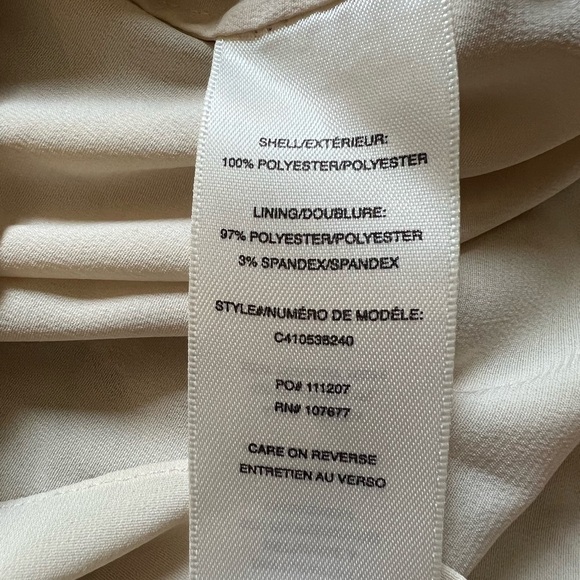 SHELL/EXTÉRIEUR:
100% POLYESTER/POLYESTER
LINING/DOUBLURE:
97% POLYESTER/POLYESTER
3% SPANDEX/SPANDEX
STYLE#/NUMÉRO DE MODÉLE:
C410538240
PO# 111207
RN# 107677
CARE ON REVERSE
ENTRETIEN AU VERSO